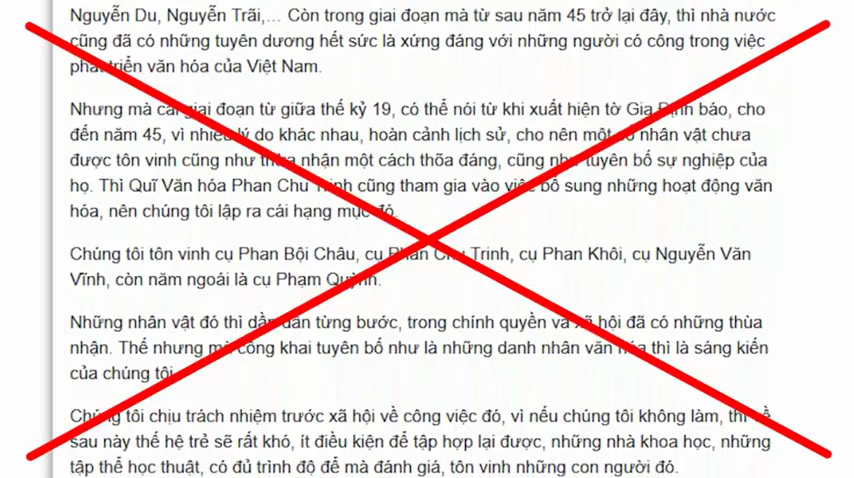 Nguyễn Du, Nguyễn Trãi,... Còn trong giai đoạn mà từ sau năm 45 trở lại đây, thì nhà nước
cũng đã có những tuyên dương hết sức là xứng đáng với những người có công trong việc
phát triển văn hóa của Việt Nam.
Nhưng mà cái giai đoạn từ giữa thế kỷ 19, có thể nói từ khi xuất hiện tờ Gia Định báo, cho
đến năm 45, vì nhiều lý do khác nhau, hoàn cảnh lịch sử, cho nên một số nhân vật chưa
được tôn vinh cũng như thừa nhận một cách thõa đáng, cũng như tuyên bố sự nghiệp của
họ. Thì Quĩ Văn hóa Phan Chu Trinh cũng tham gia vào việc bổ sung những hoạt động văn
hóa, nên chúng tôi lập ra cái hạng mục đó.
Chúng tôi tôn vinh cụ Phan Bội Châu, cụ Phan Chu Trinh, cụ Phan Khôi, cụ Nguyễn Văn
Vĩnh, còn năm ngoái là cụ Phạm Quỳnh.
Những nhân vật đó thì dần dần từng bước, trong chính quyền và xã hội đã có những thùa
nhận. Thế nhưng mà công khai tuyên bố như là những danh nhân văn hóa thì là sáng kiến
của chúng tôi.
Chúng tôi chịu trách nhiệm trước xã hội về công việc đó, vì nếu chúng tôi không làm, thì về
sau này thế hệ trẻ sẽ rất khó, ít điều kiện để tập hợp lại được, những nhà khoa học, những
tập thể học thuật, có đủ trình độ để mà đánh giá, tôn vinh những con người đó.